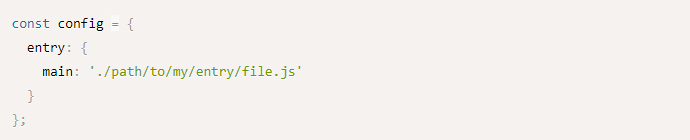 const config = {
  entry: {
    main: './path/to/my/entry/file.js'
  }
};